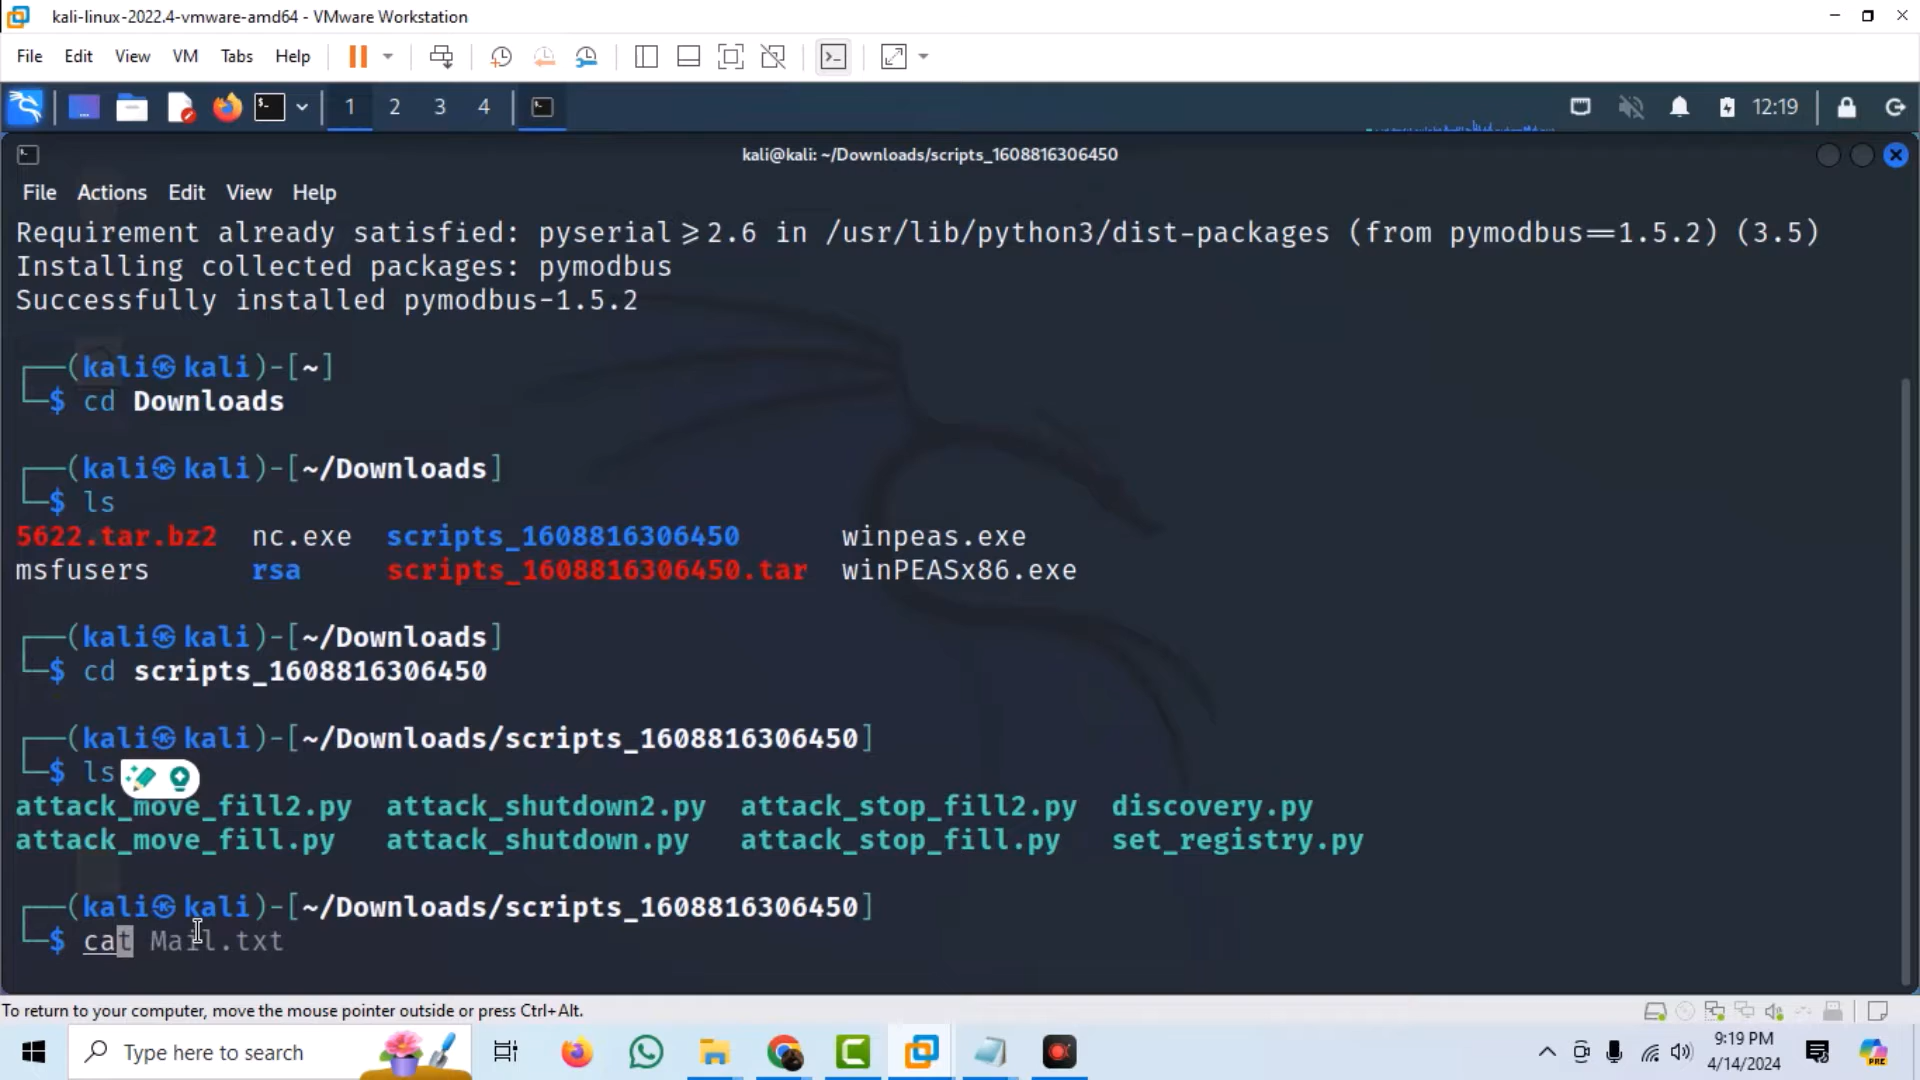 kali-linux-2022.4-vmware-amd64 - VMware Workstation
File Edit View VM Tabs Help
1 2 3 4 12:19
kali@kali: ~/Downloads/scripts_1608816306450
File Actions Edit View Help
Requirement already satisfied: pyserial>=2.6 in /usr/lib/python3/dist-packages (from pymodbus==1.5.2) (3.5)
Installing collected packages: pymodbus
Successfully installed pymodbus-1.5.2
┌──(kali㉿kali)-[~]
└─$ cd Downloads
┌──(kali㉿kali)-[~/Downloads]
└─$ ls
5622.tar.bz2 nc.exe scripts_1608816306450 winpeas.exe
msfusers rsa scripts_1608816306450.tar winPEASx86.exe
┌──(kali㉿kali)-[~/Downloads]
└─$ cd scripts_1608816306450
┌──(kali㉿kali)-[~/Downloads/scripts_1608816306450]
└─$ ls
attack_move_fill2.py attack_shutdown2.py attack_stop_fill2.py discovery.py
attack_move_fill.py attack_shutdown.py attack_stop_fill.py set_registry.py
┌──(kali㉿kali)-[~/Downloads/scripts_1608816306450]
└─$ cat Mail.txt
To return to your computer, move the mouse pointer outside or press Ctrl+Alt.
Type here to search
9:19 PM
4/14/2024
PRE